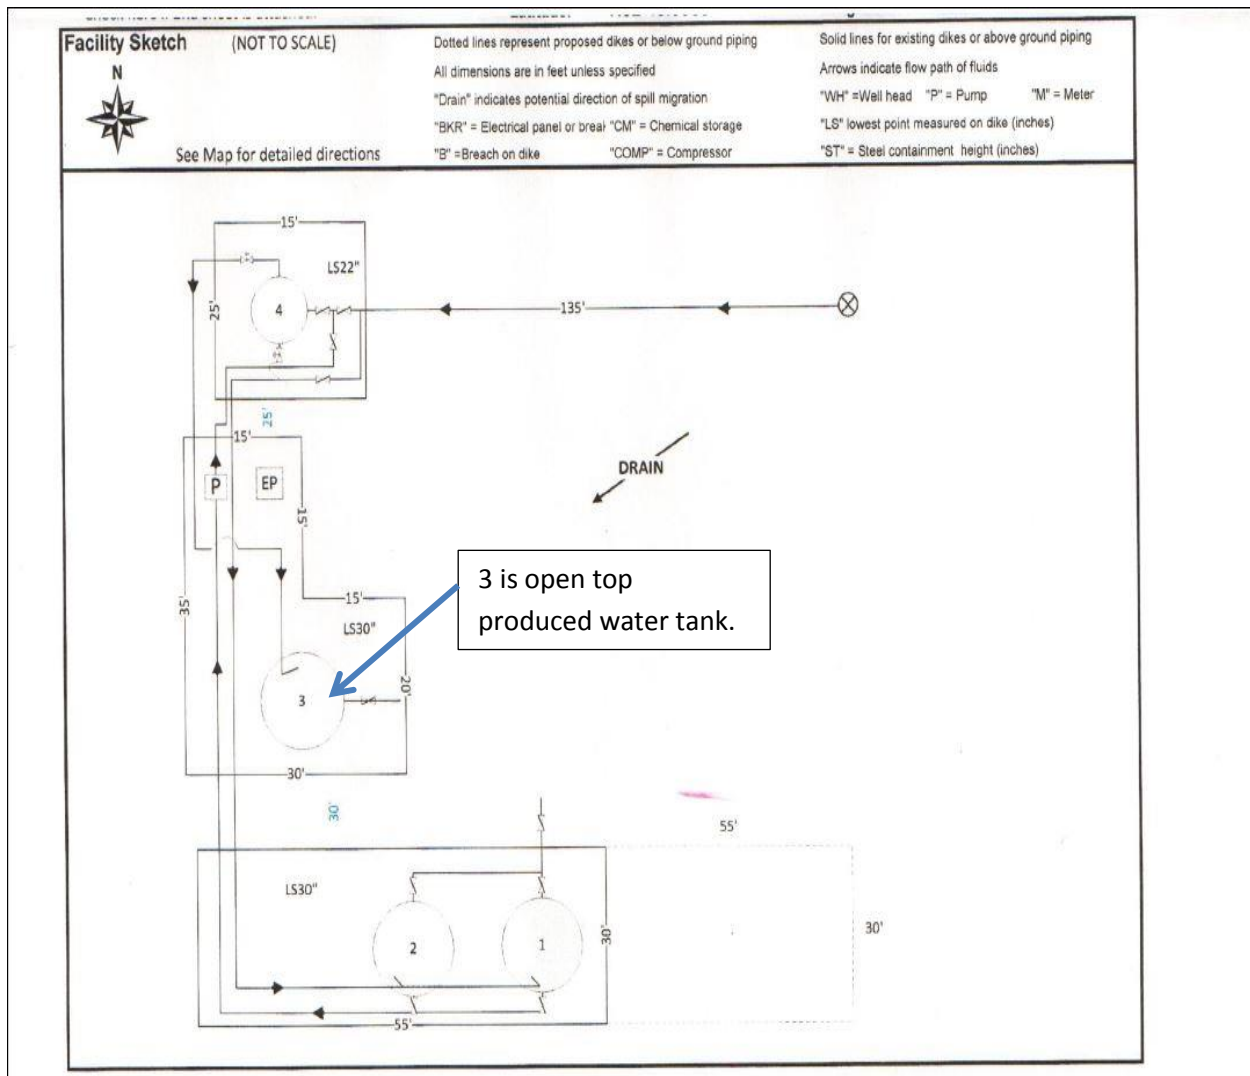 Facility Sketch (NOT TO SCALE)
N
See Map for detailed directions
Dotted lines represent proposed dikes or below ground piping
All dimensions are in feet unless specified
"Drain" indicates potential direction of spill migration
"BKR" = Electrical panel or breal "CM" = Chemical storage
"B" =Breach on dike "COMP" = Compressor
Solid lines for existing dikes or above ground piping
Arrows indicate flow path of fluids
"WH" =Well head "P" = Pump "M" = Meter
"LS" lowest point measured on dike (inches)
"ST" = Steel containment height (inches)
15'
LS22"
25'
4
135'
25'
15'
P
EP
15'
DRAIN
3 is open top
produced water tank.
35'
15'
LS30"
20'
3
30'
30'
55'
LS30"
2
1
30'
30'
55'